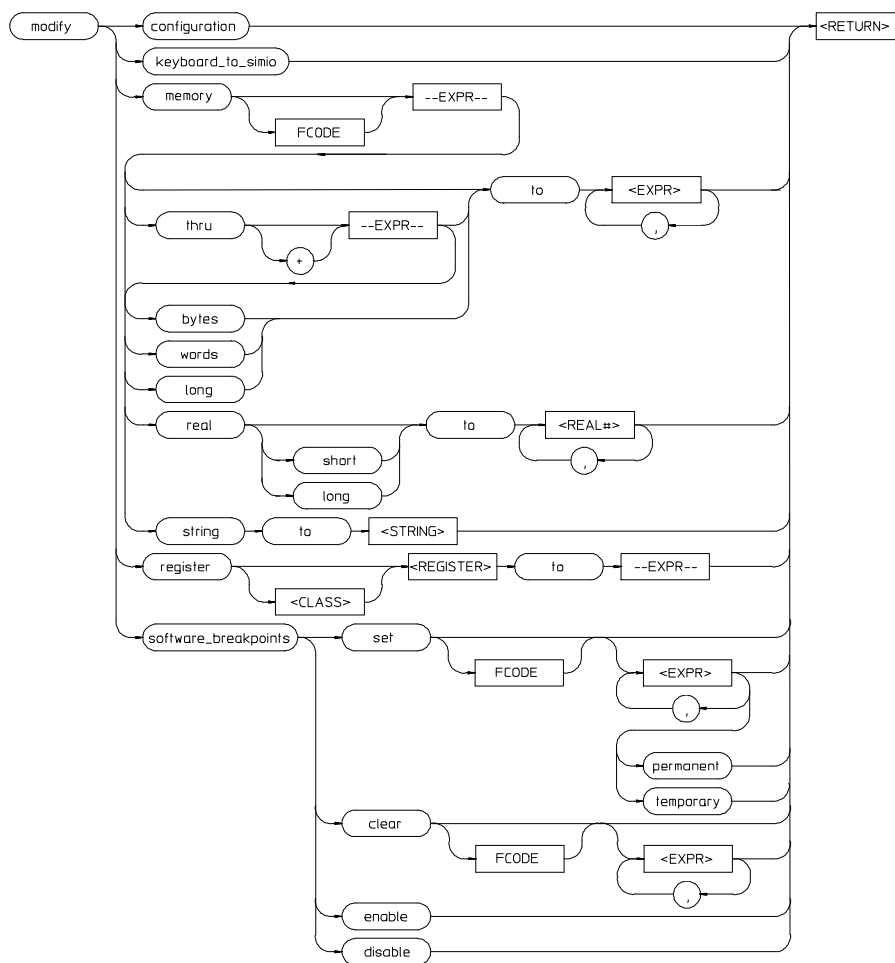 modify
configuration
<RETURN>
keyboard_to_simio
memory
--EXPR--
FCODE
to
<EXPR>
,
thru
--EXPR--
+
bytes
words
long
real
to
<REAL#>
short
,
long
string
to
<STRING>
register
<REGISTER>
to
--EXPR--
<CLASS>
software_breakpoints
set
FCODE
<EXPR>
,
permanent
temporary
clear
FCODE
<EXPR>
,
enable
disable